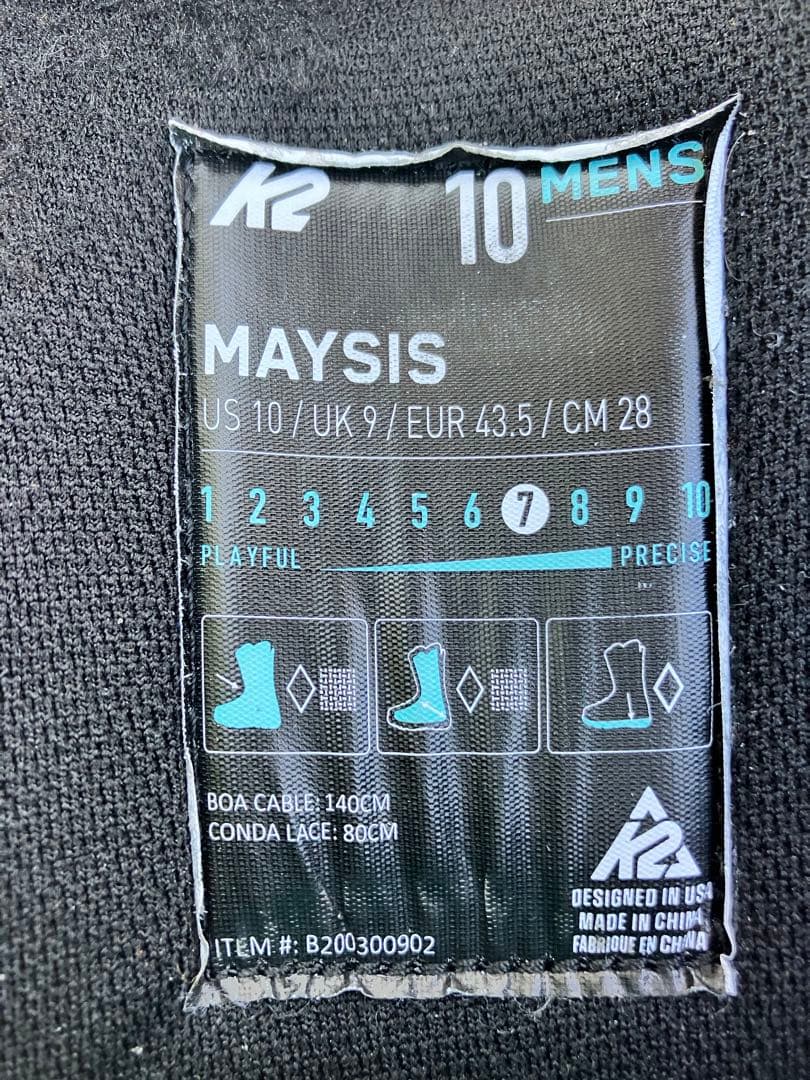 K2 10 MENS
MAYSIS
US 10 / UK 9 / EUR 43.5 / CM 28
1 2 3 4 5 6 7 8 9 10
PLAYFUL PRECISE
BOA CABLE: 140CM
CONDA LACE: 80CM
K2
DESIGNED IN USA
MADE IN CHINA
FABRIQUE EN CHINA
ITEM #: B200300902